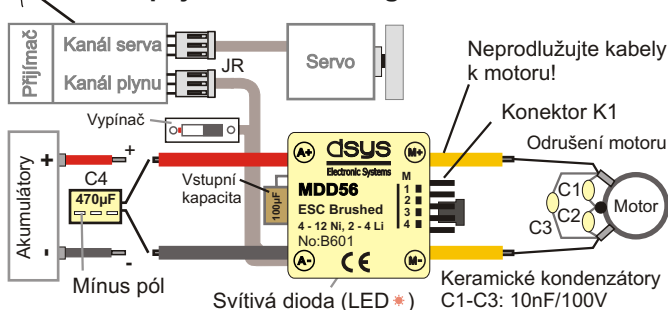 Přijímač
Kanál serva
Kanál plynu
JR
Servo
Neprodlužujte kabely
k motoru!
Vypínač
Konektor K1
Odrušení motoru
Akumulátory
+
+
-
-
C4
470µF
Mínus pól
Vstupní
kapacita
100µF
A+
A-
dsys
Electronic Systems
MDD56
ESC Brushed
4 - 12 Ni, 2 - 4 Li
No:B601
CE
M+
M-
M
1
2
3
4
C1
C2
C3
Motor
Keramické kondenzátory
C1-C3: 10nF/100V
Svítivá dioda (LED ☀)